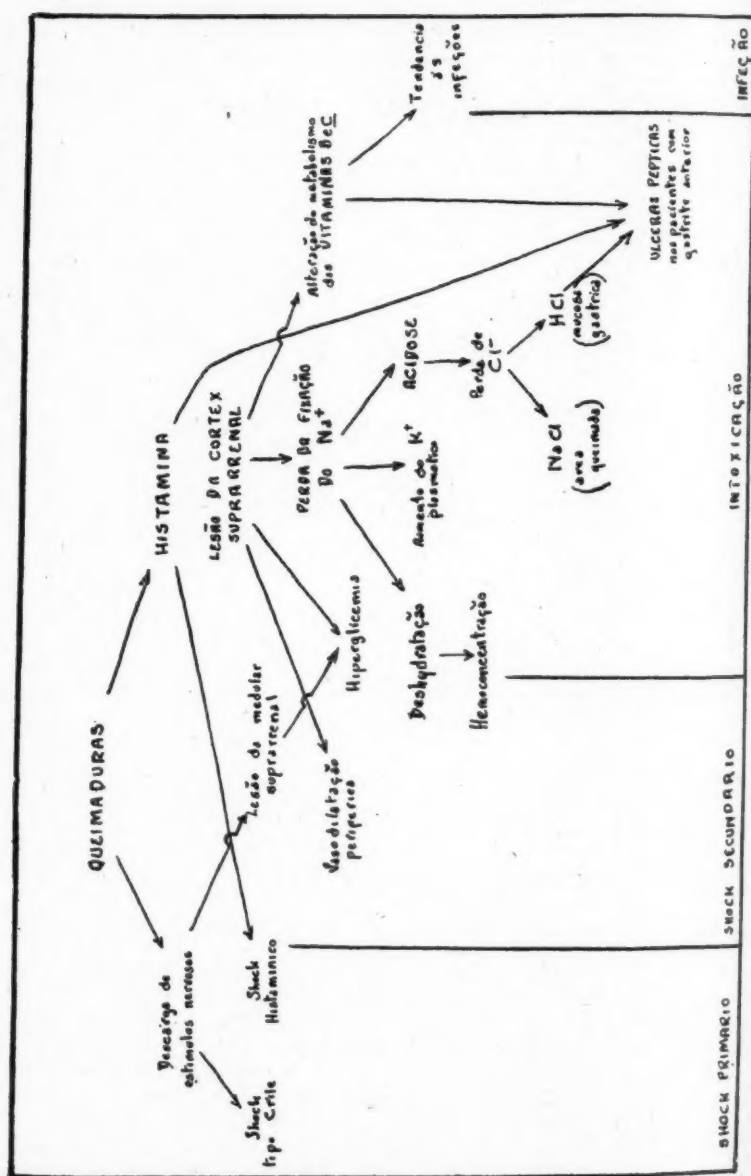 QUEIMADURAS
Descarga de
estimulos nervosos
HISTAMINA
Shock
tipo Crile
Shock
Histaminico
Lesão da medular
suprarrenal
LESÃO DA CORTEX
SUPRARRENAL
Alteração do metabolismo
das VITAMINAS B e C
Vasodilatação
periferica
Hiperglicemia
PERDA DA FIXAÇÃO
DO Na+
Tendencia
ás
infeções
Deshydratação
Aumento do K+
plasmatico
ACIDOSE
Hemoconcentração
Perda de
Cl-
NaCl
(area
queimada)
HCl
(mucosa
gastrica)
ULCERAS PEPTICAS
nos pacientes com
gastrite anterior
SHOCK PRIMARIO
SHOCK SECUNDARIO
INTOXICAÇÃO
INFEÇÃO